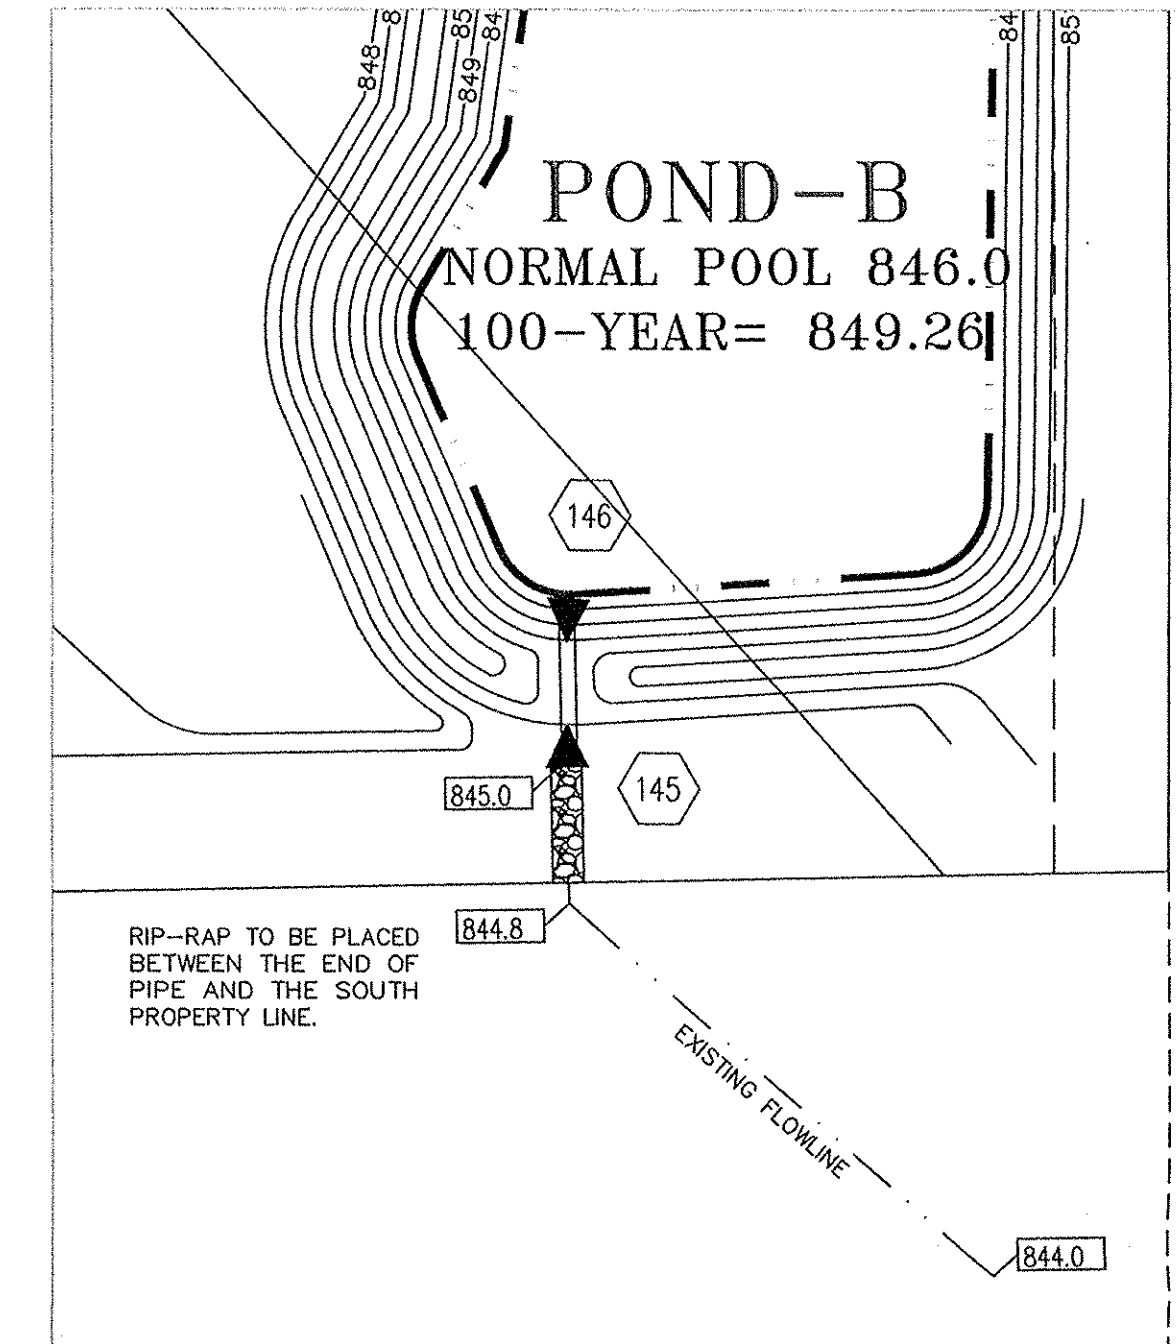 848
8
85
849
84
84
85
POND-B
NORMAL POOL 846.0
100-YEAR= 849.26
146
845.0
145
844.8
RIP-RAP TO BE PLACED
BETWEEN THE END OF
PIPE AND THE SOUTH
PROPERTY LINE.
EXISTING FLOWLINE
844.0